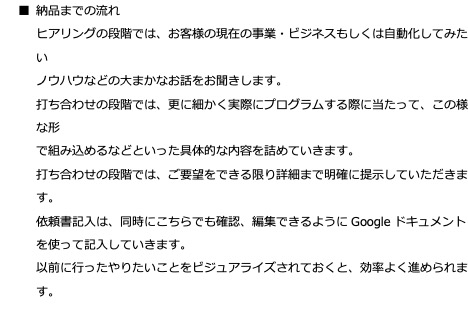 ■ 納品までの流れ
ヒアリングの段階では、お客様の現在の事業・ビジネスもしくは自動化してみた
い
ノウハウなどの大まかなお話をお聞きします。
打ち合わせの段階では、更に細かく実際にプログラムする際に当たって、この様
な形
で組み込めるなどといった具体的な内容を詰めていきます。
打ち合わせの段階では、ご要望をできる限り詳細まで明確に提示していただきま
す。
依頼書記入は、同時にこちらでも確認、編集できるように Google ドキュメント
を使って記入していきます。
以前に行ったやりたいことをビジュアライズされておくと、効率よく進められま
す。